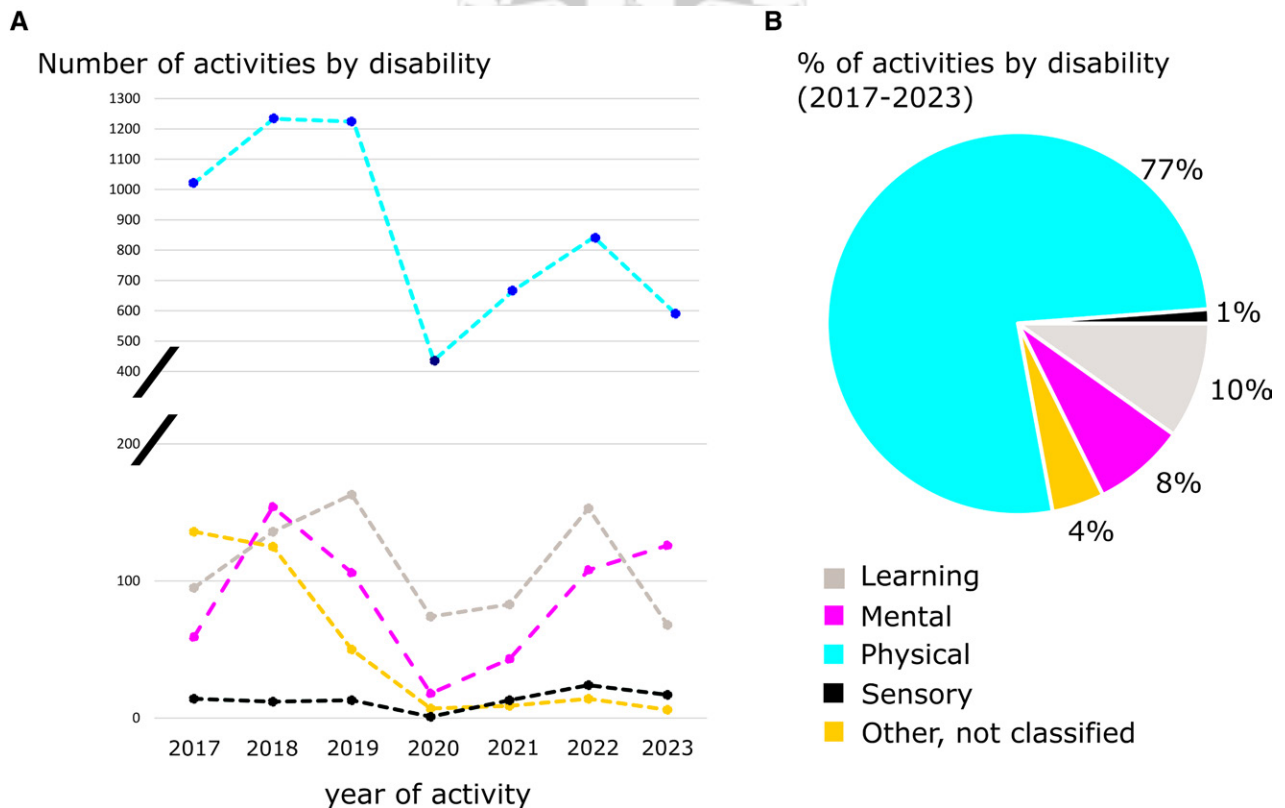 A
Number of activities by disability
1300
1200
1100
1000
900
800
700
600
500
400
200
100
0
2017 2018 2019 2020 2021 2022 2023
year of activity
B
% of activities by disability
(2017-2023)
77%
1%
10%
8%
4%
Learning
Mental
Physical
Sensory
Other, not classified